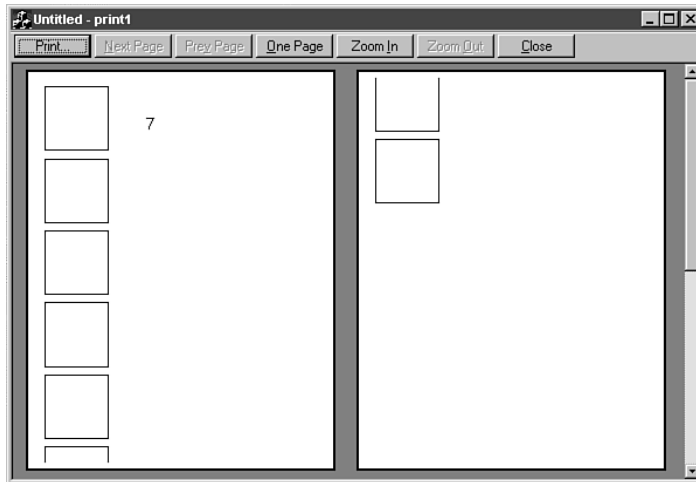 Untitled - print1
Print... Next Page Prev Page One Page Zoom In Zoom Out Close
7